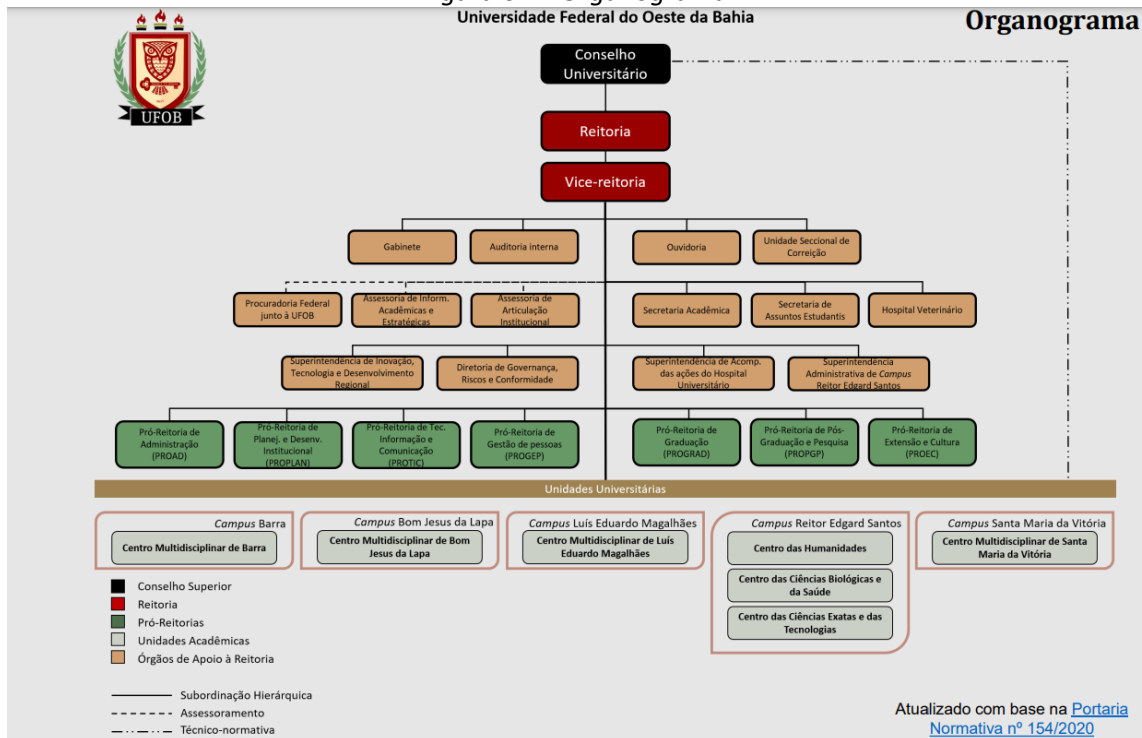 Universidade Federal do Oeste da Bahia
Organograma
UFOB
Conselho
Universitário
Reitoria
Vice-reitoria
Gabinete
Auditoria interna
Ouvidoria
Unidade Seccional de
Correição
Procuradoria Federal
junto à UFOB
Assessoria de Inform.
Acadêmicas e
Estratégicas
Assessoria de
Articulação
Institucional
Secretaria Acadêmica
Secretaria de
Assuntos Estudantis
Hospital Veterinário
Superintendência de Inovação,
Tecnologia e Desenvolvimento
Regional
Diretoria de Governança,
Riscos e Conformidade
Superintendência de Acomp.
das ações do Hospital
Universitário
Superintendência
Administrativa de Campus
Reitor Edgard Santos
Pró-Reitoria de
Administração
(PROAD)
Pró-Reitoria de
Planej. e Desenv.
Institucional
(PROPLAN)
Pró-Reitoria de Tec.
Informação e
Comunicação
(PROTIC)
Pró-Reitoria de
Gestão de pessoas
(PROGEP)
Pró-Reitoria de
Graduação
(PROGRAD)
Pró-Reitoria de Pós-
Graduação e Pesquisa
(PROPGP)
Pró-Reitoria de
Extensão e Cultura
(PROEC)
Unidades Universitárias
Campus Barra
Centro Multidisciplinar de Barra
Campus Bom Jesus da Lapa
Centro Multidisciplinar de Bom
Jesus da Lapa
Campus Luís Eduardo Magalhães
Centro Multidisciplinar de Luís
Eduardo Magalhães
Campus Reitor Edgard Santos
Centro das Humanidades
Centro das Ciências Biológicas e
da Saúde
Centro das Ciências Exatas e das
Tecnologias
Campus Santa Maria da Vitória
Centro Multidisciplinar de Santa
Maria da Vitória
Conselho Superior
Reitoria
Pró-Reitorias
Unidades Acadêmicas
Órgãos de Apoio à Reitoria
Subordinação Hierárquica
Assessoramento
Técnico-normativa
Atualizado com base na Portaria
Normativa nº 154/2020